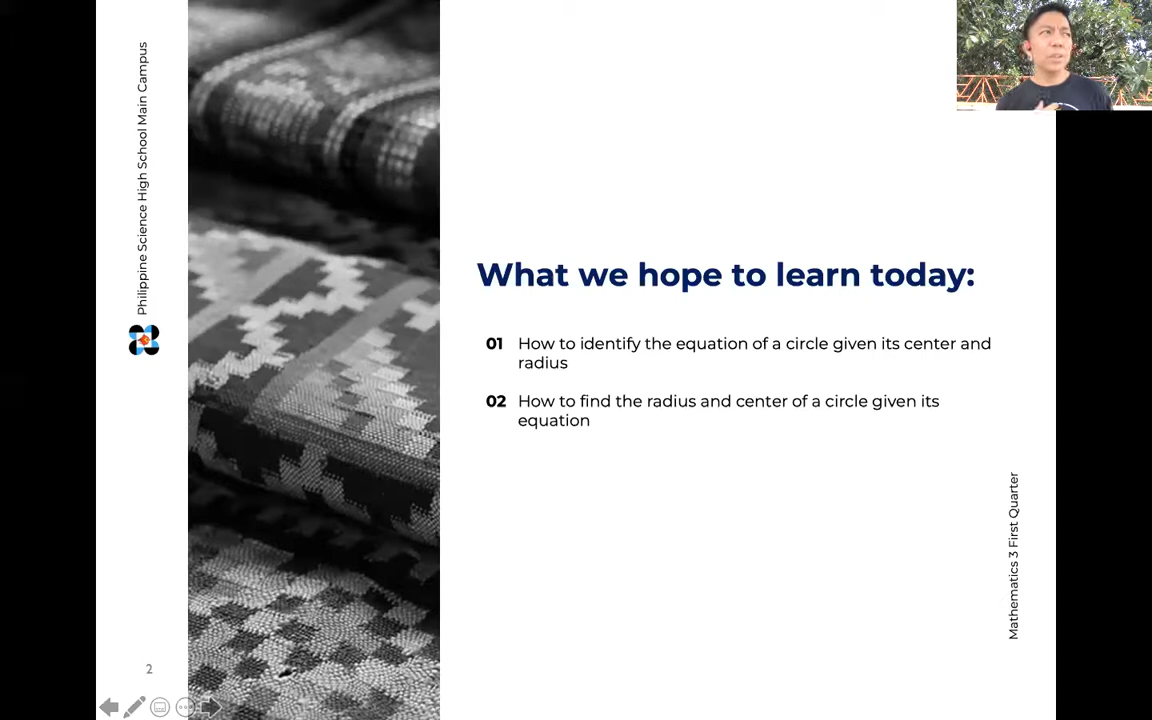 Philippine Science High School Main Campus
What we hope to learn today:
01 How to identify the equation of a circle given its center and
radius
02 How to find the radius and center of a circle given its
equation
Mathematics 3 First Quarter
2